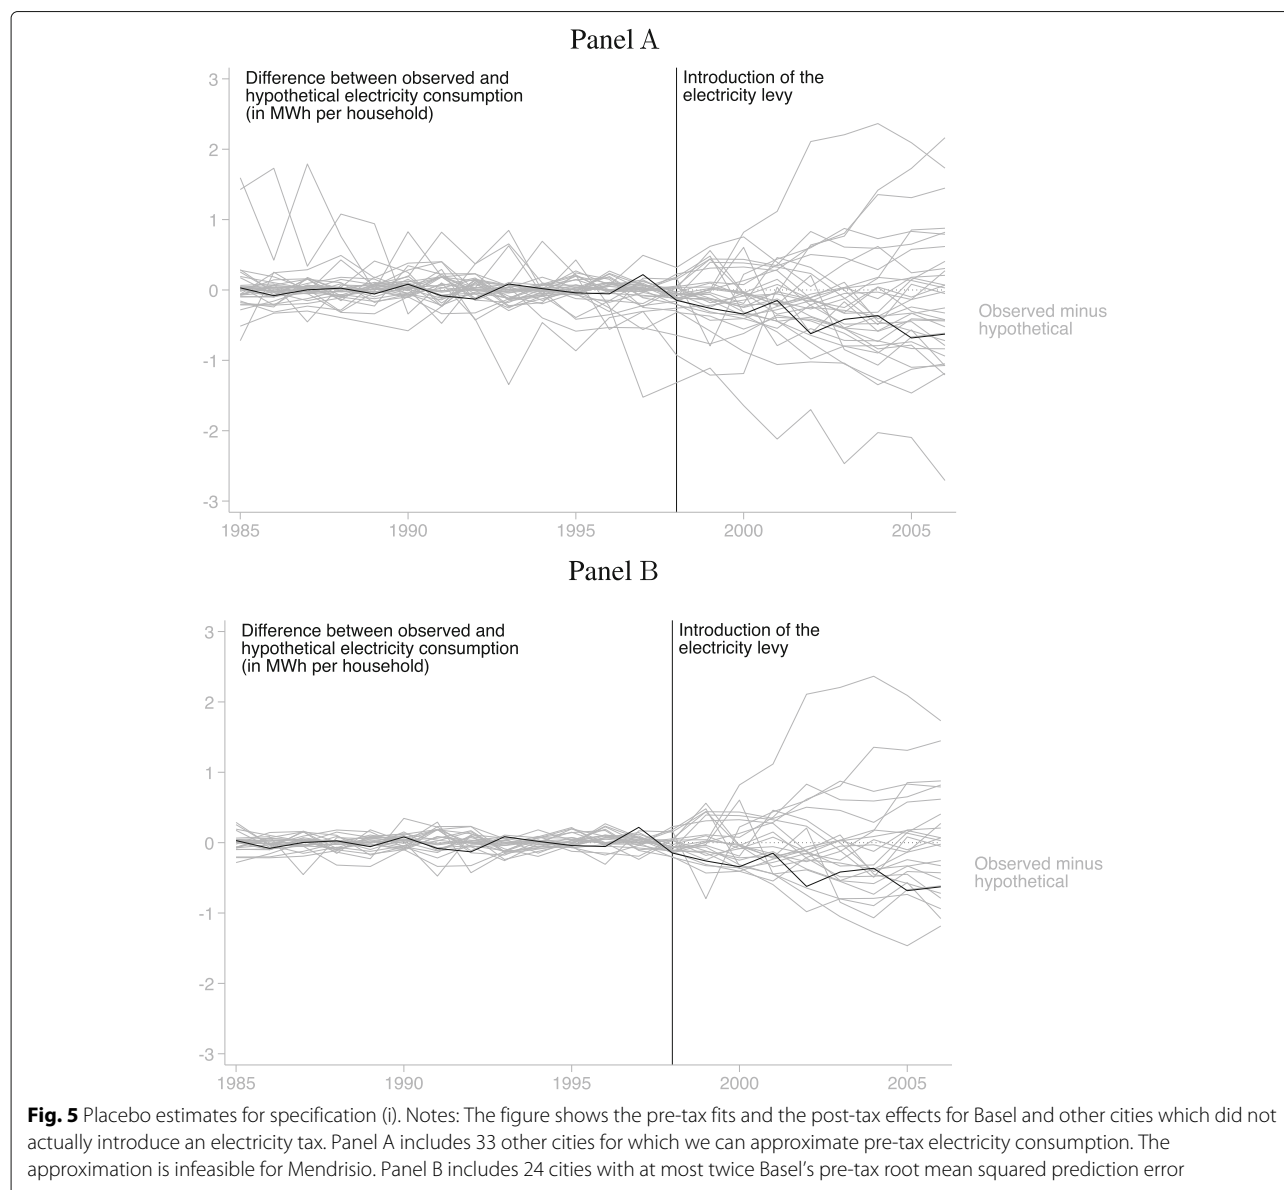 Panel A
Difference between observed and
hypothetical electricity consumption
(in MWh per household)
Introduction of the
electricity levy
3
2
1
0
-1
-2
-3
Observed minus
hypothetical
1985
1990
1995
2000
2005
Panel B
Difference between observed and
hypothetical electricity consumption
(in MWh per household)
Introduction of the
electricity levy
3
2
1
0
-1
-2
-3
Observed minus
hypothetical
1985
1990
1995
2000
2005
Fig. 5 Placebo estimates for specification (i). Notes: The figure shows the pre-tax fits and the post-tax effects for Basel and other cities which did not
actually introduce an electricity tax. Panel A includes 33 other cities for which we can approximate pre-tax electricity consumption. The
approximation is infeasible for Mendrisio. Panel B includes 24 cities with at most twice Basel's pre-tax root mean squared prediction error